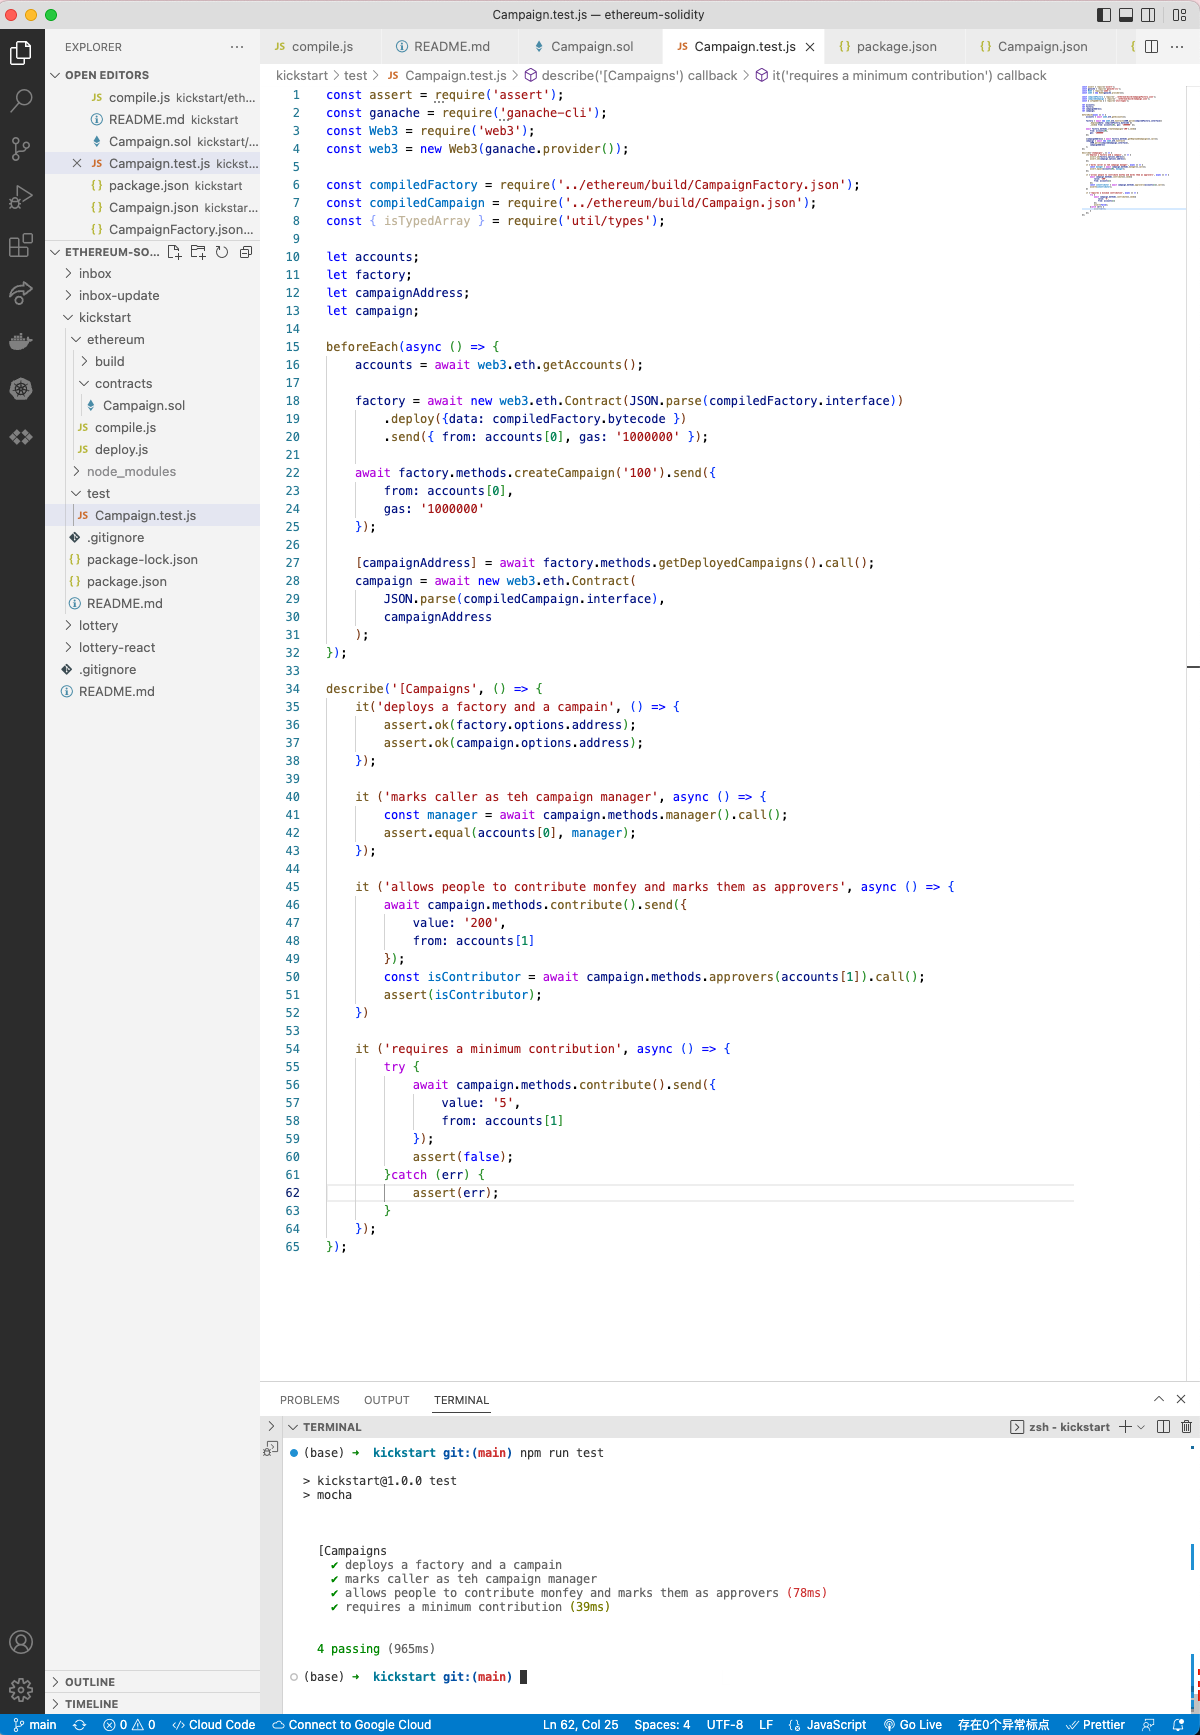 Campaign.test.js — ethereum-solidity
EXPLORER
OPEN EDITORS
JS compile.js kickstart/eth...
README.md kickstart
Campaign.sol kickstart/...
JS Campaign.test.js kickst...
{} package.json kickstart
{} Campaign.json kickstar...
{} CampaignFactory.json...
ETHEREUM-SO...
inbox
inbox-update
kickstart
ethereum
build
contracts
Campaign.sol
JS compile.js
JS deploy.js
node_modules
test
JS Campaign.test.js
.gitignore
{} package-lock.json
{} package.json
README.md
lottery
lottery-react
.gitignore
README.md
OUTLINE
TIMELINE
JS compile.js README.md Campaign.sol JS Campaign.test.js {} package.json {} Campaign.json
kickstart > test > JS Campaign.test.js > describe('[Campaigns') callback > it('requires a minimum contribution') callback
1 const assert = require('assert');
2 const ganache = require('ganache-cli');
3 const Web3 = require('web3');
4 const web3 = new Web3(ganache.provider());
5
6 const compiledFactory = require('../ethereum/build/CampaignFactory.json');
7 const compiledCampaign = require('../ethereum/build/Campaign.json');
8 const { isTypedArray } = require('util/types');
9
10 let accounts;
11 let factory;
12 let campaignAddress;
13 let campaign;
14
15 beforeEach(async () => {
16 accounts = await web3.eth.getAccounts();
17
18 factory = await new web3.eth.Contract(JSON.parse(compiledFactory.interface))
19 .deploy({data: compiledFactory.bytecode })
20 .send({ from: accounts[0], gas: '1000000' });
21
22 await factory.methods.createCampaign('100').send({
23 from: accounts[0],
24 gas: '1000000'
25 });
26
27 [campaignAddress] = await factory.methods.getDeployedCampaigns().call();
28 campaign = await new web3.eth.Contract(
29 JSON.parse(compiledCampaign.interface),
30 campaignAddress
31 );
32 });
33
34 describe('[Campaigns', () => {
35 it('deploys a factory and a campain', () => {
36 assert.ok(factory.options.address);
37 assert.ok(campaign.options.address);
38 });
39
40 it ('marks caller as teh campaign manager', async () => {
41 const manager = await campaign.methods.manager().call();
42 assert.equal(accounts[0], manager);
43 });
44
45 it ('allows people to contribute monfey and marks them as approvers', async () => {
46 await campaign.methods.contribute().send({
47 value: '200',
48 from: accounts[1]
49 });
50 const isContributor = await campaign.methods.approvers(accounts[1]).call();
51 assert(isContributor);
52 })
53
54 it ('requires a minimum contribution', async () => {
55 try {
56 await campaign.methods.contribute().send({
57 value: '5',
58 from: accounts[1]
59 });
60 assert(false);
61 }catch (err) {
62 assert(err);
63 }
64 });
65 });
PROBLEMS OUTPUT TERMINAL
TERMINAL zsh - kickstart
(base) ➜ kickstart git:(main) npm run test
> kickstart@1.0.0 test
> mocha
[Campaigns
✔ deploys a factory and a campain
✔ marks caller as teh campaign manager
✔ allows people to contribute monfey and marks them as approvers (78ms)
✔ requires a minimum contribution (39ms)
4 passing (965ms)
(base) ➜ kickstart git:(main)
main 0 0 Cloud Code Connect to Google Cloud Ln 62, Col 25 Spaces: 4 UTF-8 LF {} JavaScript Go Live 存在0个异常标点 Prettier